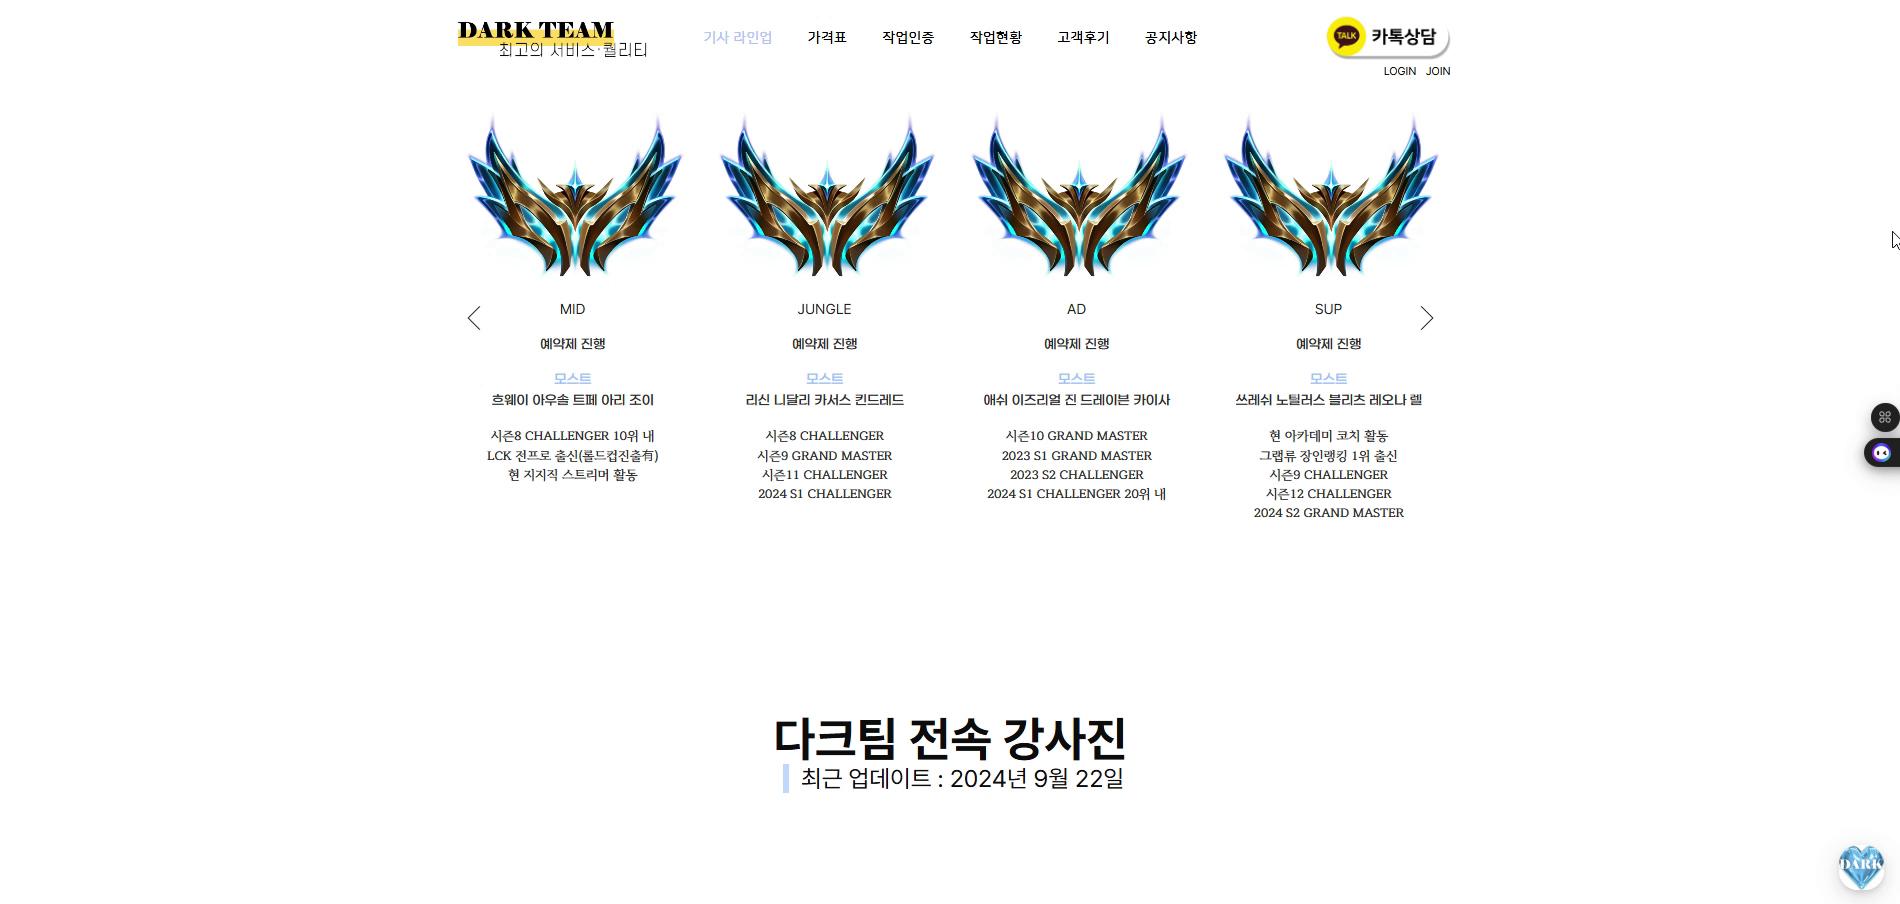 DARK TEAM
최고의 서비스·퀄리티
기사 라인업 가격표 작업인증 작업현황 고객후기 공지사항
TALK 카톡상담
LOGIN JOIN
MID
예약제 진행
모스트
흐웨이 아우솔 트페 아리 조이
시즌8 CHALLENGER 10위 내
LCK 전프로 출신(롤드컵진출有)
현 지지직 스트리머 활동
JUNGLE
예약제 진행
모스트
리신 니달리 카서스 킨드레드
시즌8 CHALLENGER
시즌9 GRAND MASTER
시즌11 CHALLENGER
2024 S1 CHALLENGER
AD
예약제 진행
모스트
애쉬 이즈리얼 진 드레이븐 카이사
시즌10 GRAND MASTER
2023 S1 GRAND MASTER
2023 S2 CHALLENGER
2024 S1 CHALLENGER 20위 내
SUP
예약제 진행
모스트
쓰레쉬 노틸러스 블리츠 레오나 렐
현 아카데미 코치 활동
그랩류 장인랭킹 1위 출신
시즌9 CHALLENGER
시즌12 CHALLENGER
2024 S2 GRAND MASTER
다크팀 전속 강사진
최근 업데이트 : 2024년 9월 22일
DARK